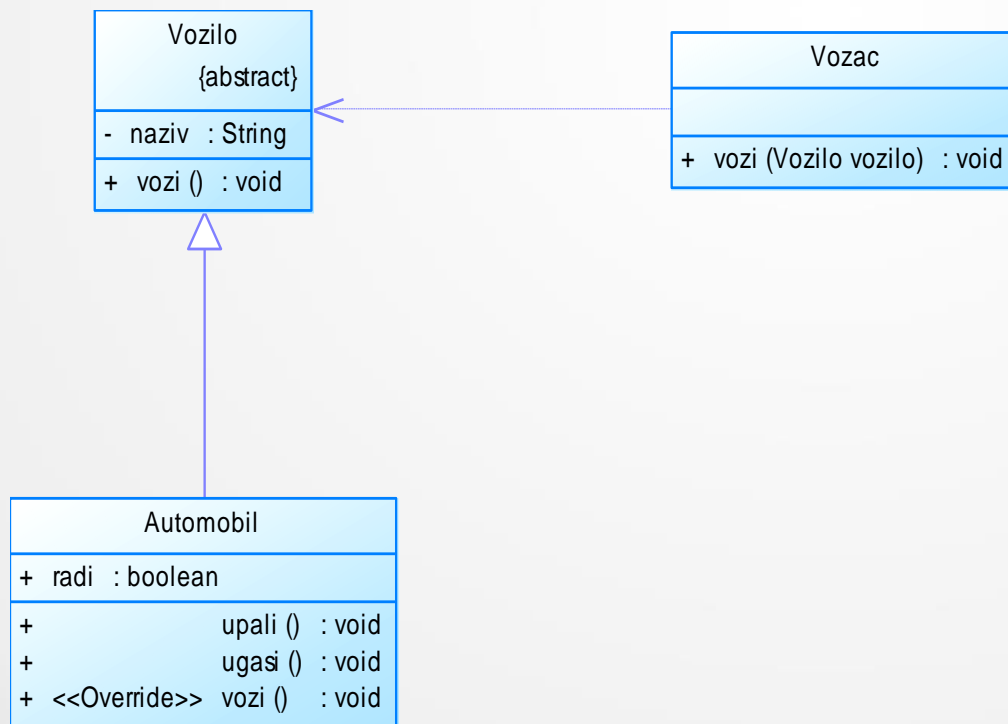 Vozilo
{abstract}
- naziv : String
+ vozi () : void
Vozac
+ vozi (Vozilo vozilo) : void
Automobil
+ radi : boolean
+ upali () : void
+ ugasi () : void
+ <<Override>> vozi () : void